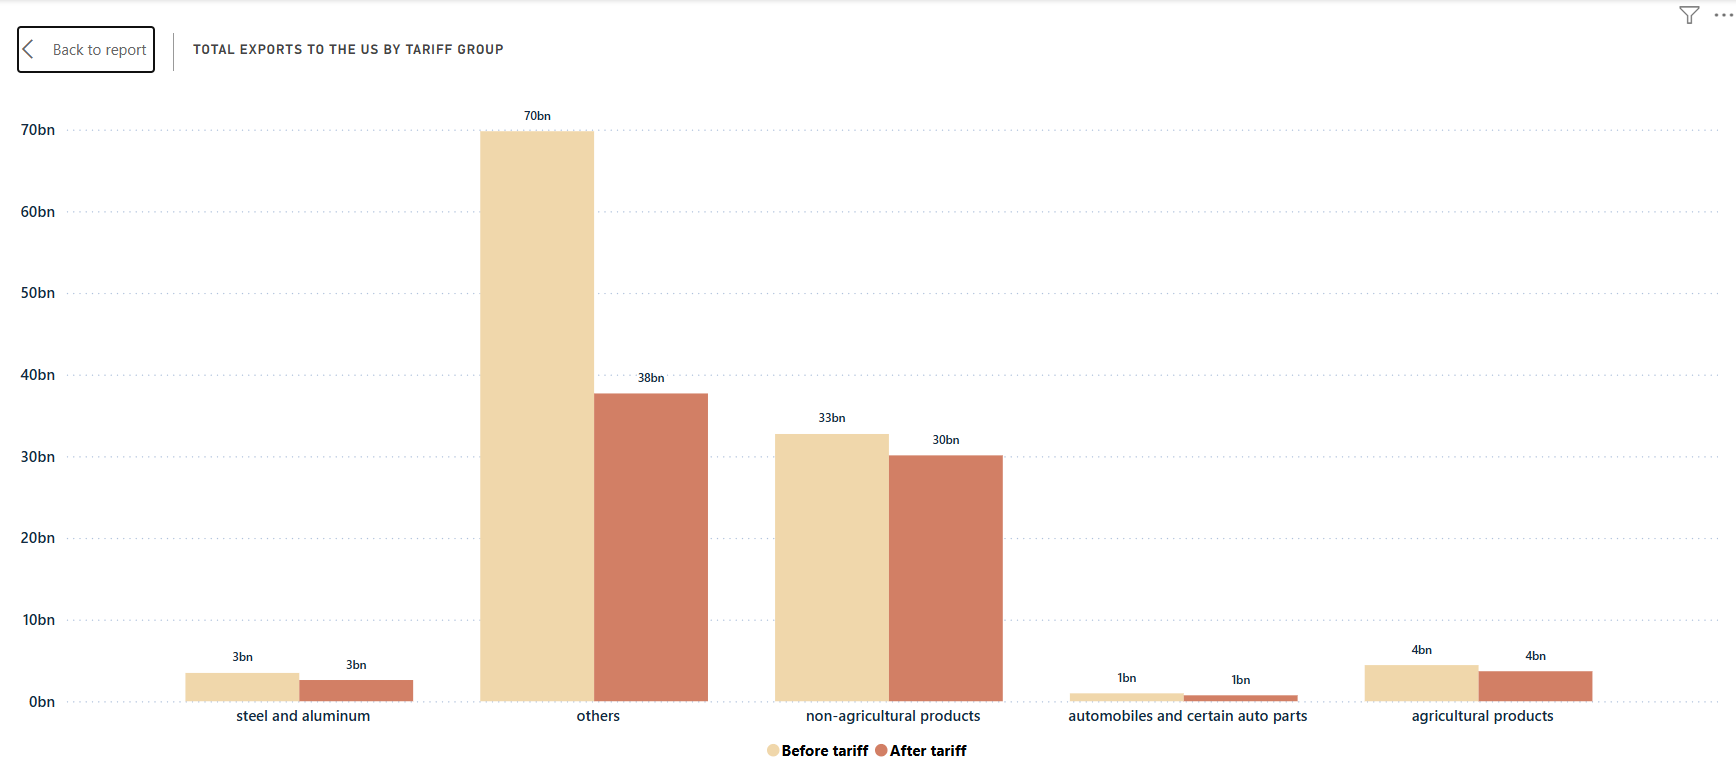 Back to report
TOTAL EXPORTS TO THE US BY TARIFF GROUP
70bn
60bn
50bn
40bn
30bn
20bn
10bn
0bn
3bn
3bn
70bn
38bn
33bn
30bn
1bn
1bn
4bn
4bn
steel and aluminum
others
non-agricultural products
automobiles and certain auto parts
agricultural products
Before tariff
After tariff